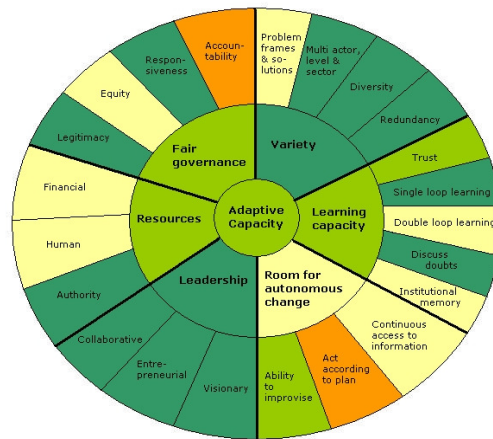 Problem
frames &
so-
lutions
Multi actor,
level &
sector
Diversity
Redundancy
Trust
Single loop learning
Double loop learning
Discuss
doubts
Institutional
memory
Continuous
access to
information
Act
according
to plan
Ability
to
improvise
Visionary
Entre-
preneurial
Collaborative
Authority
Human
Financial
Legitimacy
Equity
Respon-
siveness
Accoun-
tability
Fair
governance
Variety
Learning
capacity
Room for
autonomous
change
Leadership
Resources
Adaptive
Capacity